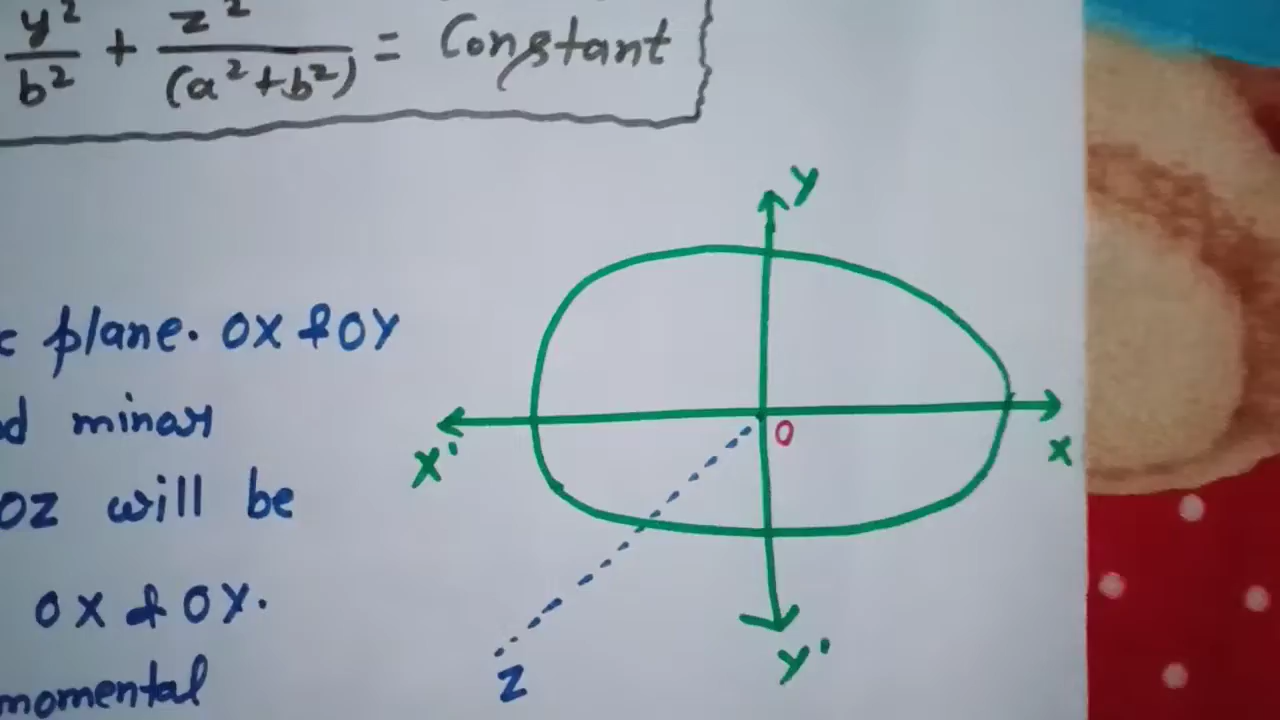 y²/b² + z²/(a²+b²) = Constant
plane. OX & OY
minor
OZ will be
OX & OY.
momental
Y
X'
O
X
Y'
Z